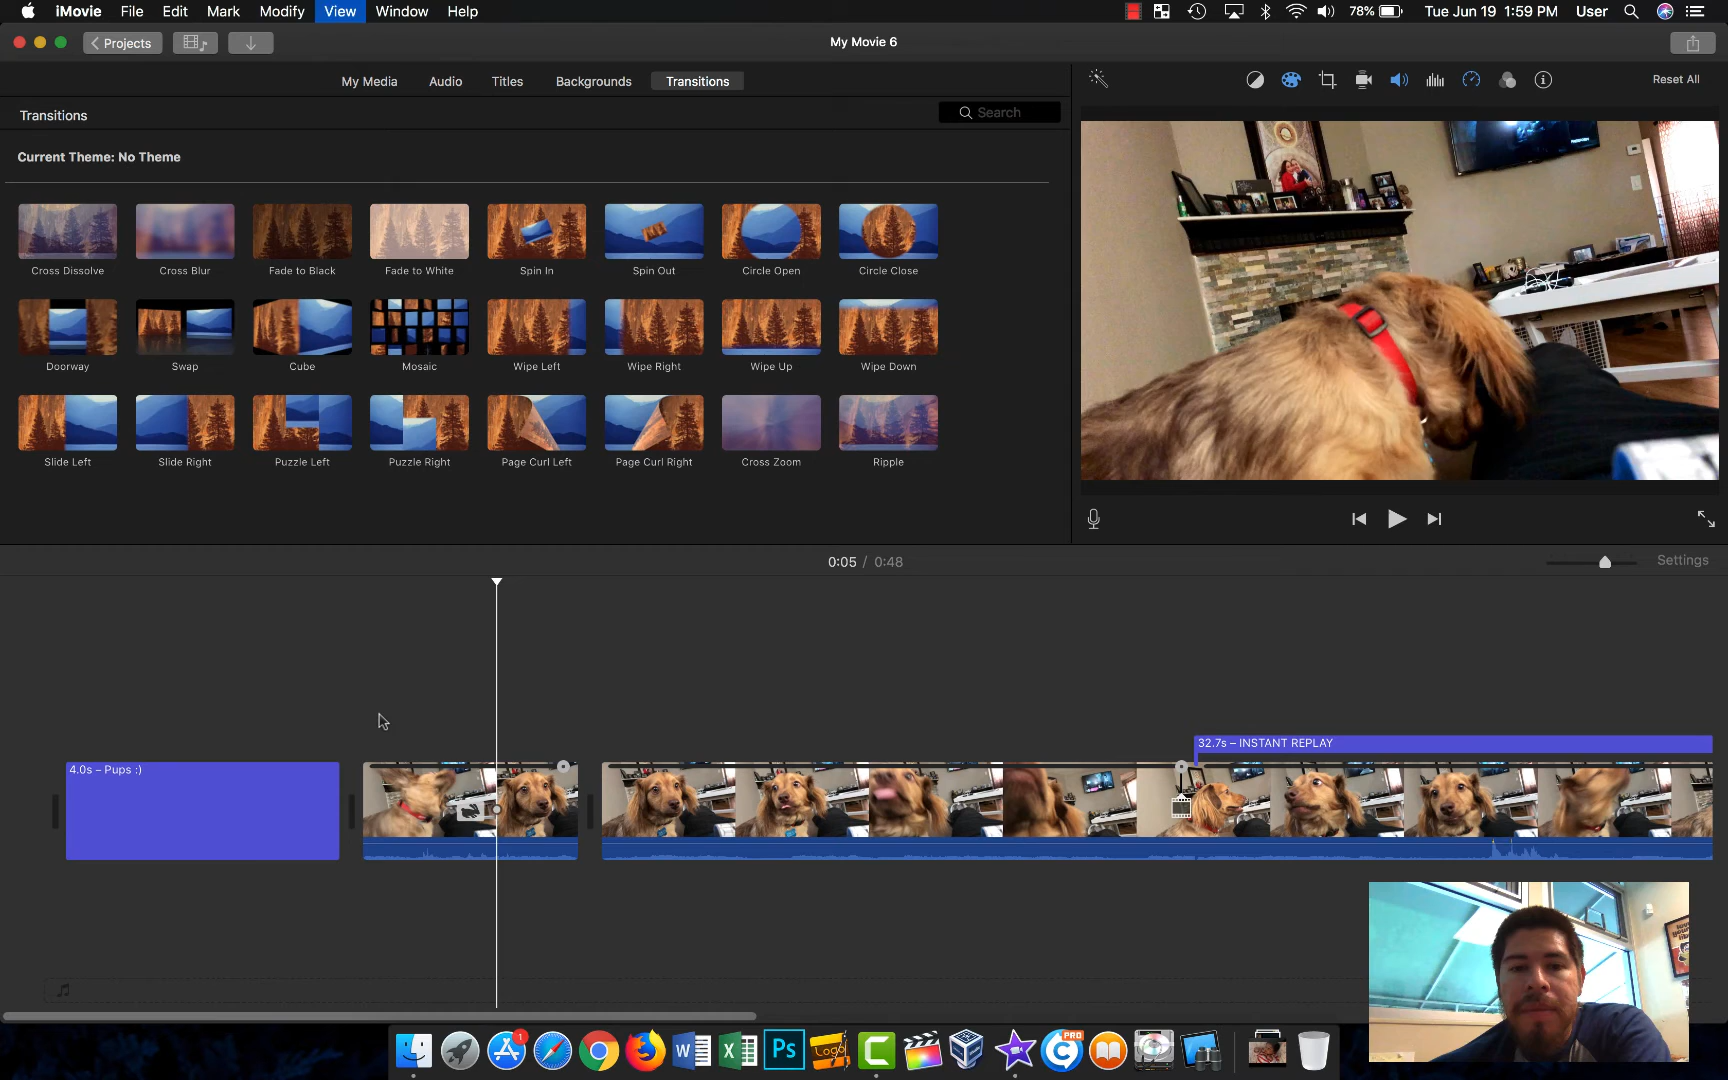 iMovie File Edit Mark Modify View Window Help
78% Tue Jun 19 1:59 PM User
Projects
My Movie 6
My Media Audio Titles Backgrounds Transitions
Reset All
Transitions
Search
Current Theme: No Theme
Cross Dissolve Cross Blur Fade to Black Fade to White Spin In Spin Out Circle Open Circle Close
Doorway Swap Cube Mosaic Wipe Left Wipe Right Wipe Up Wipe Down
Slide Left Slide Right Puzzle Left Puzzle Right Page Curl Left Page Curl Right Cross Zoom Ripple
0:05 / 0:48
Settings
32.7s – INSTANT REPLAY
4.0s – Pups :)
1
W
X
Ps
Logo
C
C
PRO